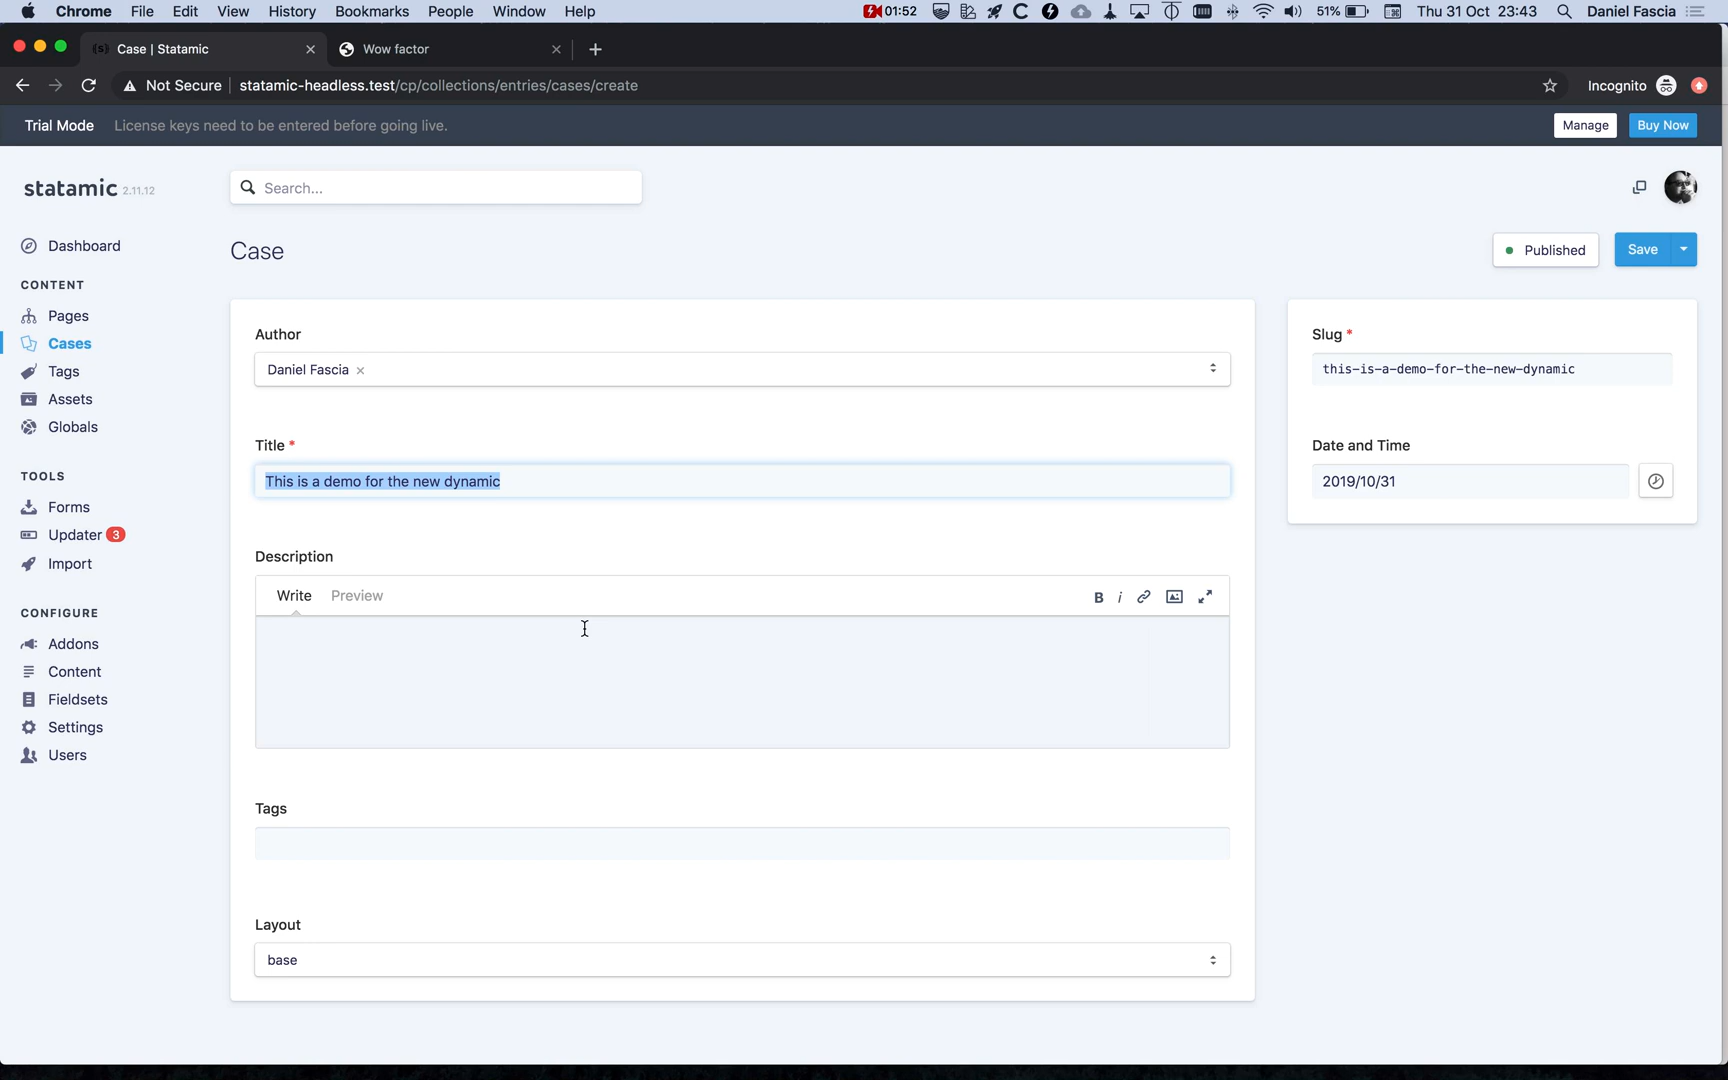 Chrome File Edit View History Bookmarks People Window Help 01:52 51% Thu 31 Oct 23:43 Daniel Fascia
Case | Statamic
Wow factor
Not Secure statamic-headless.test/cp/collections/entries/cases/create Incognito
Trial Mode License keys need to be entered before going live. Manage Buy Now
statamic 2.11.12
Search...
Dashboard
CONTENT
Pages
Cases
Tags
Assets
Globals
TOOLS
Forms
Updater 3
Import
CONFIGURE
Addons
Content
Fieldsets
Settings
Users
Case
Published
Save
Author
Daniel Fascia ×
Title *
This is a demo for the new dynamic
Description
Write Preview B i
Tags
Layout
base
Slug *
this-is-a-demo-for-the-new-dynamic
Date and Time
2019/10/31